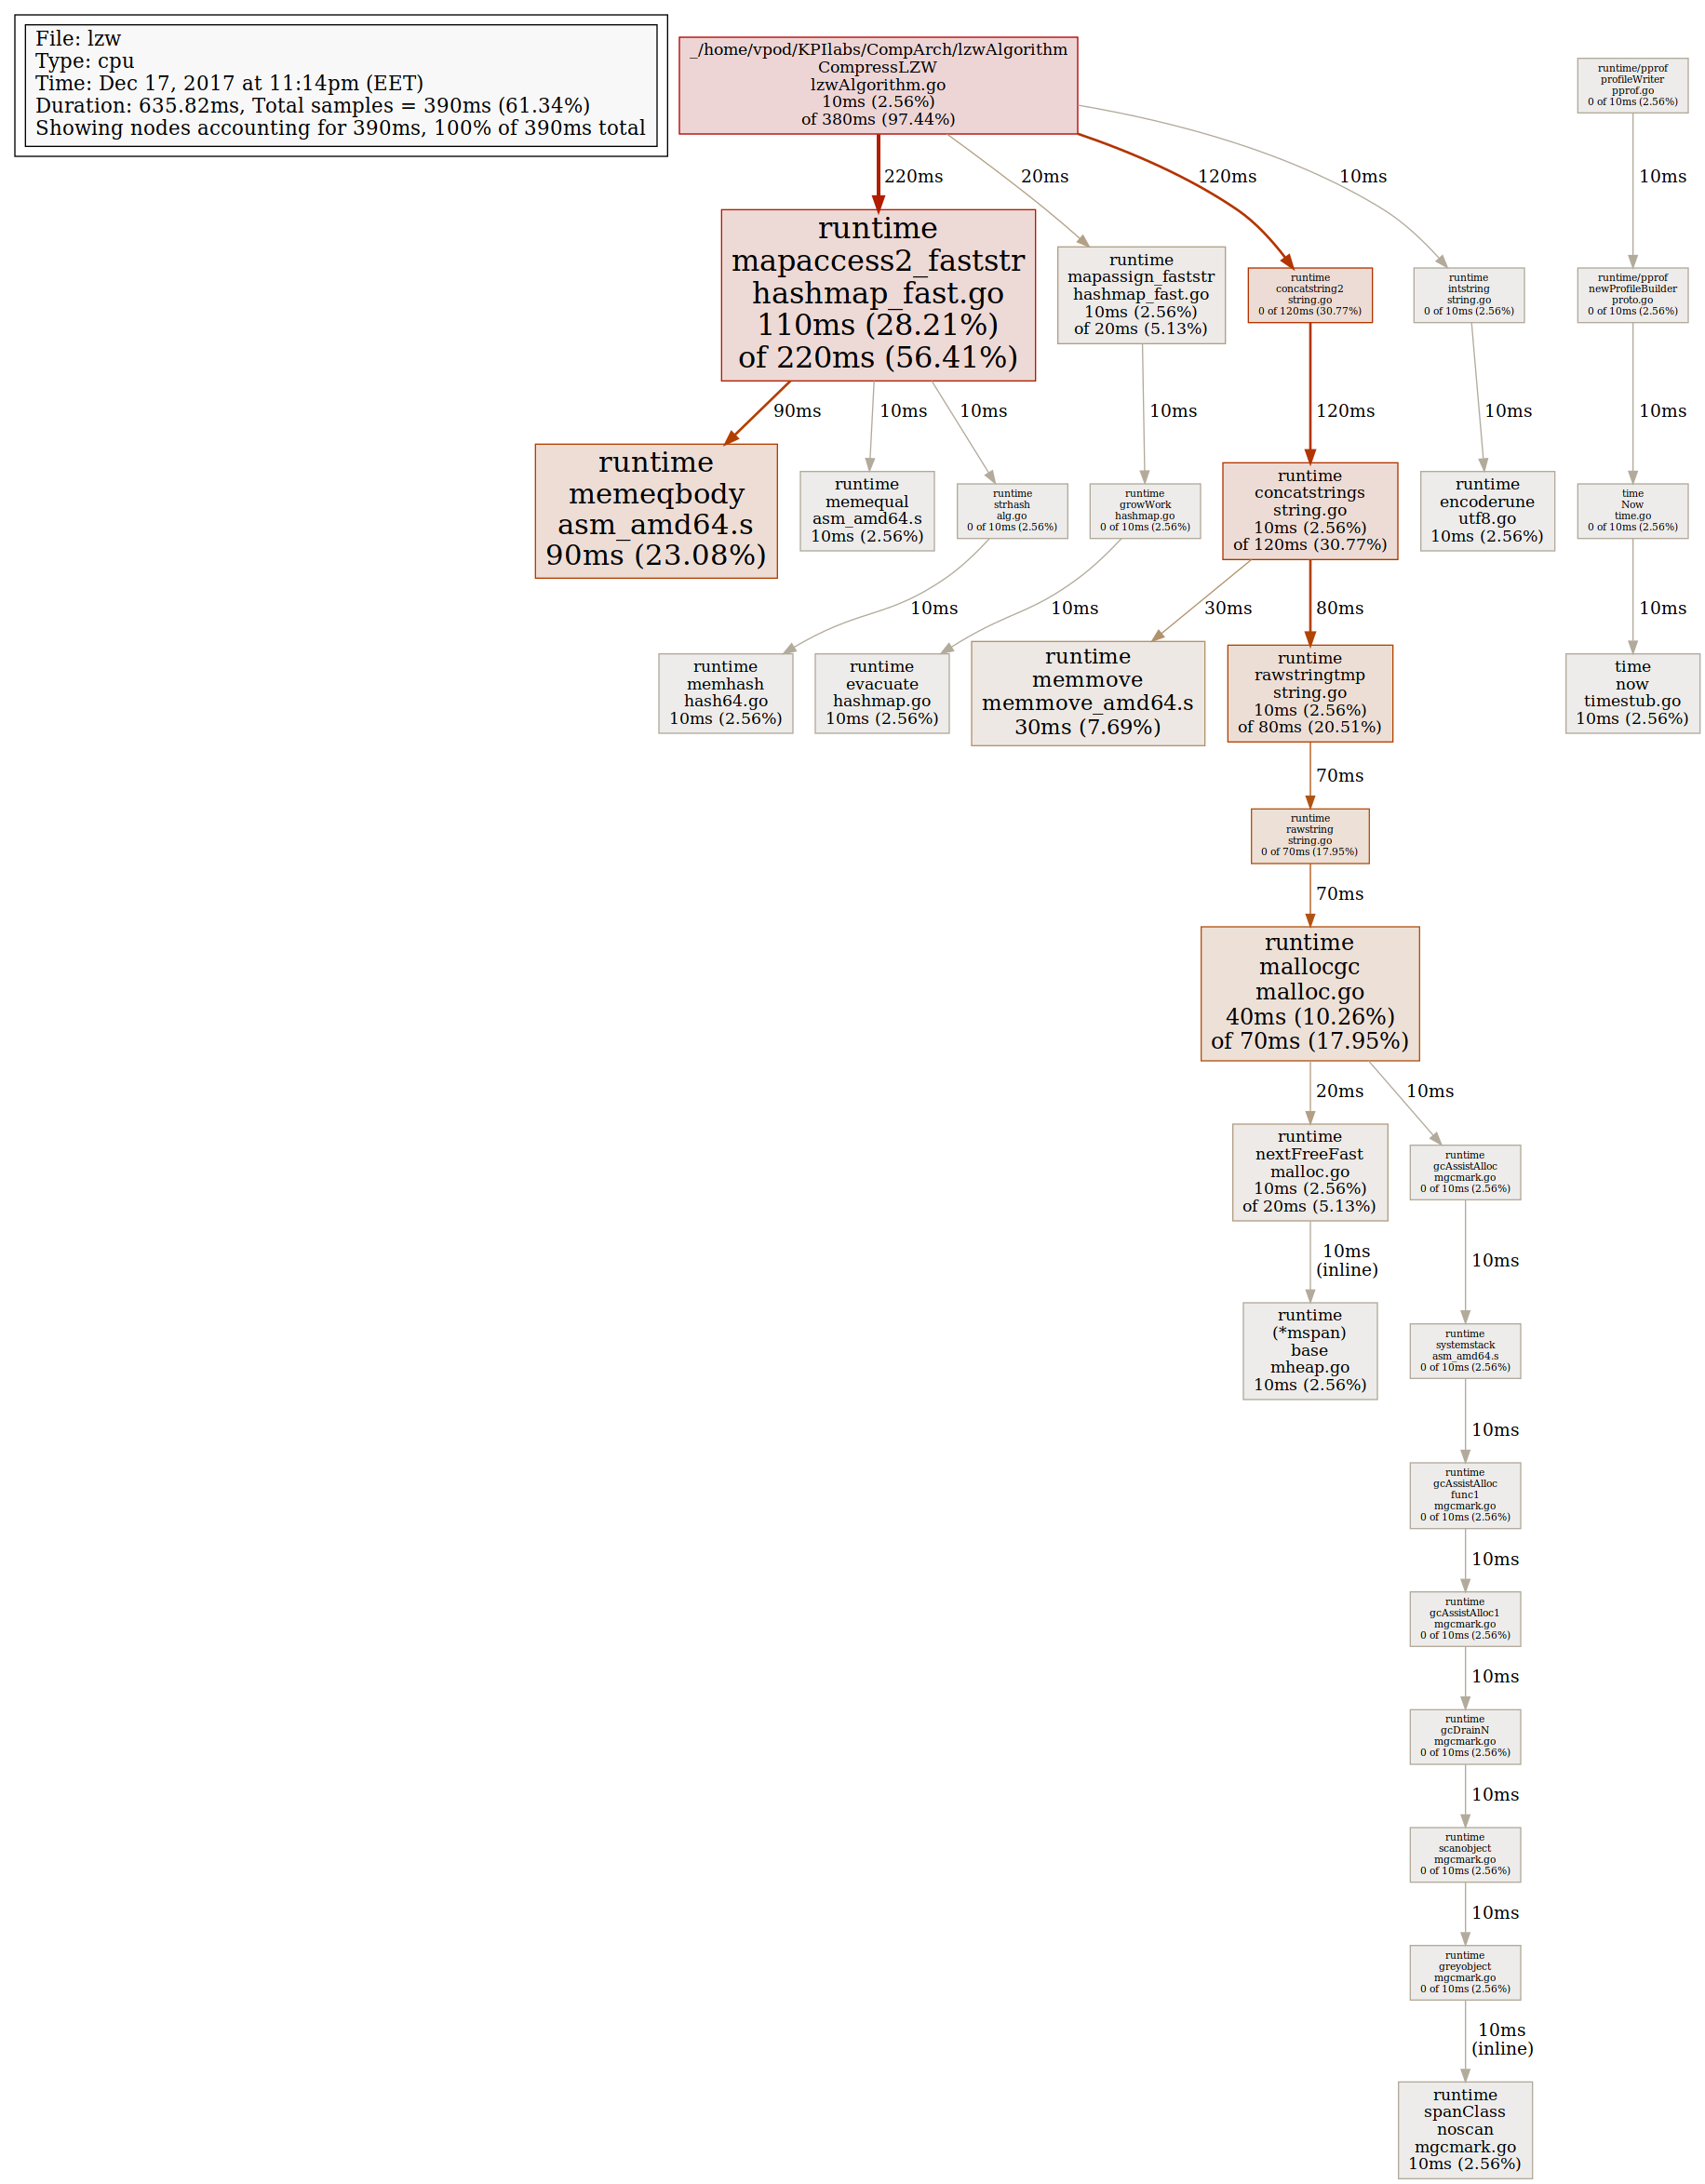 File: lzw
Type: cpu
Time: Dec 17, 2017 at 11:14pm (EET)
Duration: 635.82ms, Total samples = 390ms (61.34%)
Showing nodes accounting for 390ms, 100% of 390ms total
_/home/vpod/KPIlabs/CompArch/lzwAlgorithm
CompressLZW
lzwAlgorithm.go
10ms (2.56%)
of 380ms (97.44%)
runtime/pprof
profileWriter
pprof.go
0 of 10ms (2.56%)
220ms
20ms
120ms
10ms
10ms
runtime
mapaccess2_faststr
hashmap_fast.go
110ms (28.21%)
of 220ms (56.41%)
runtime
mapassign_faststr
hashmap_fast.go
10ms (2.56%)
of 20ms (5.13%)
runtime
concatstring2
string.go
0 of 120ms (30.77%)
runtime
intstring
string.go
0 of 10ms (2.56%)
runtime/pprof
newProfileBuilder
proto.go
0 of 10ms (2.56%)
90ms
10ms
10ms
10ms
120ms
10ms
10ms
runtime
memeqbody
asm_amd64.s
90ms (23.08%)
runtime
memequal
asm_amd64.s
10ms (2.56%)
runtime
strhash
alg.go
0 of 10ms (2.56%)
runtime
growWork
hashmap.go
0 of 10ms (2.56%)
runtime
concatstrings
string.go
10ms (2.56%)
of 120ms (30.77%)
runtime
encoderune
utf8.go
10ms (2.56%)
time
Now
time.go
0 of 10ms (2.56%)
10ms
10ms
30ms
80ms
10ms
runtime
memhash
hash64.go
10ms (2.56%)
runtime
evacuate
hashmap.go
10ms (2.56%)
runtime
memmove
memmove_amd64.s
30ms (7.69%)
runtime
rawstringtmp
string.go
10ms (2.56%)
of 80ms (20.51%)
time
now
timestub.go
10ms (2.56%)
70ms
runtime
rawstring
string.go
0 of 70ms (17.95%)
70ms
runtime
mallocgc
malloc.go
40ms (10.26%)
of 70ms (17.95%)
20ms
10ms
runtime
nextFreeFast
malloc.go
10ms (2.56%)
of 20ms (5.13%)
runtime
gcAssistAlloc
mgcmark.go
0 of 10ms (2.56%)
10ms
(inline)
10ms
runtime
(*mspan)
base
mheap.go
10ms (2.56%)
runtime
systemstack
asm_amd64.s
0 of 10ms (2.56%)
10ms
runtime
gcAssistAlloc
func1
mgcmark.go
0 of 10ms (2.56%)
10ms
runtime
gcAssistAlloc1
mgcmark.go
0 of 10ms (2.56%)
10ms
runtime
gcDrainN
mgcmark.go
0 of 10ms (2.56%)
10ms
runtime
scanobject
mgcmark.go
0 of 10ms (2.56%)
10ms
runtime
greyobject
mgcmark.go
0 of 10ms (2.56%)
10ms
(inline)
runtime
spanClass
noscan
mgcmark.go
10ms (2.56%)